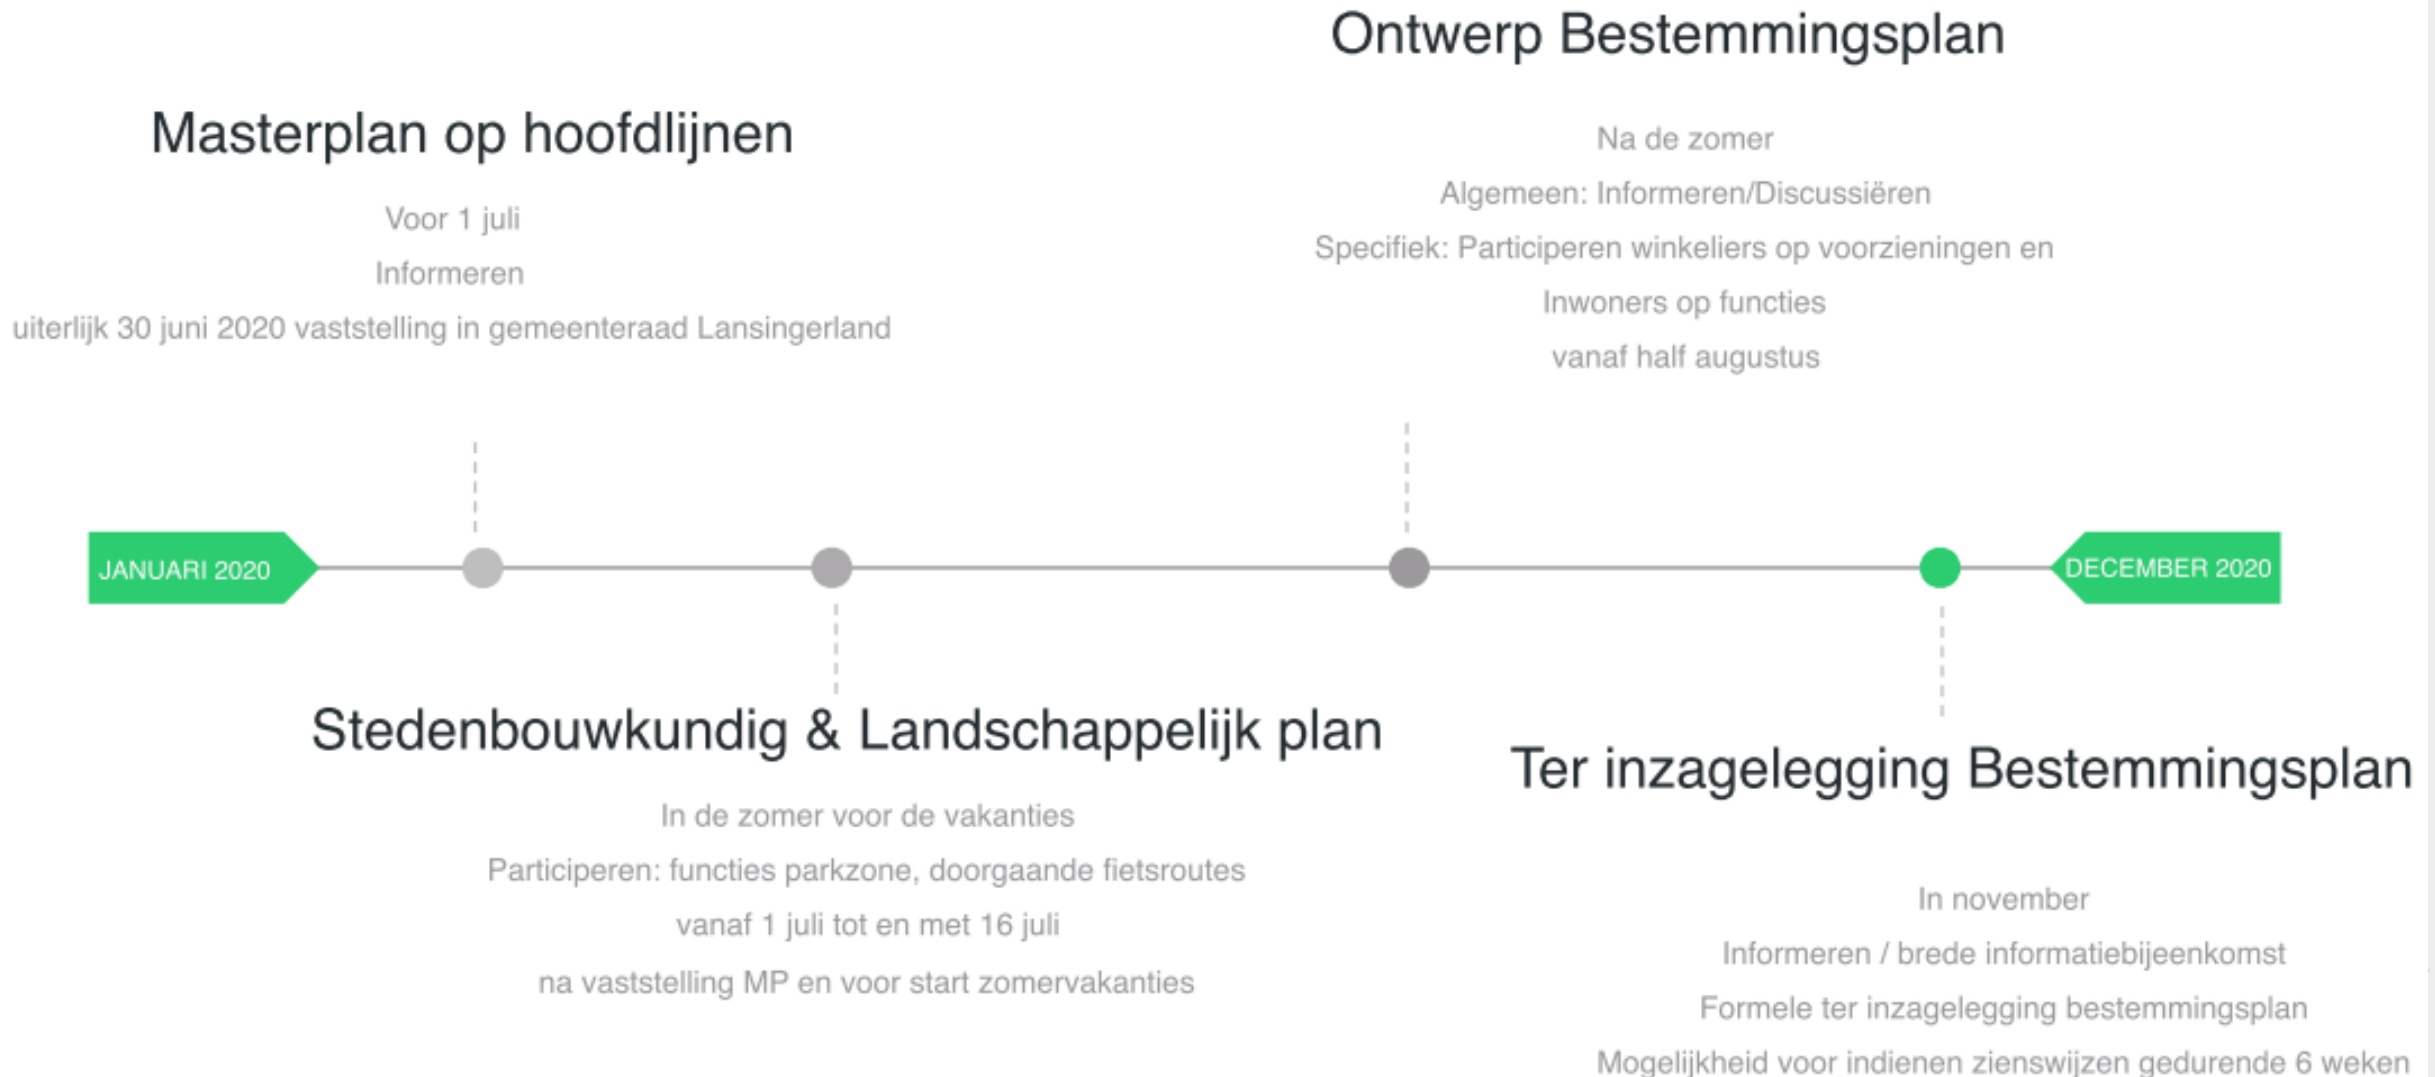 Ontwerp Bestemmingsplan
Na de zomer
Algemeen: Informeren/Discussiëren
Specifiek: Participeren winkeliers op voorzieningen en
Inwoners op functies
vanaf half augustus
Masterplan op hoofdlijnen
Voor 1 juli
Informeren
uiterlijk 30 juni 2020 vaststelling in gemeenteraad Lansingerland
JANUARI 2020
DECEMBER 2020
Stedenbouwkundig & Landschappelijk plan
In de zomer voor de vakanties
Participeren: functies parkzone, doorgaande fietsroutes
vanaf 1 juli tot en met 16 juli
na vaststelling MP en voor start zomervakanties
Ter inzagelegging Bestemmingsplan
In november
Informeren / brede informatiebijeenkomst
Formele ter inzagelegging bestemmingsplan
Mogelijkheid voor indienen zienswijzen gedurende 6 weken